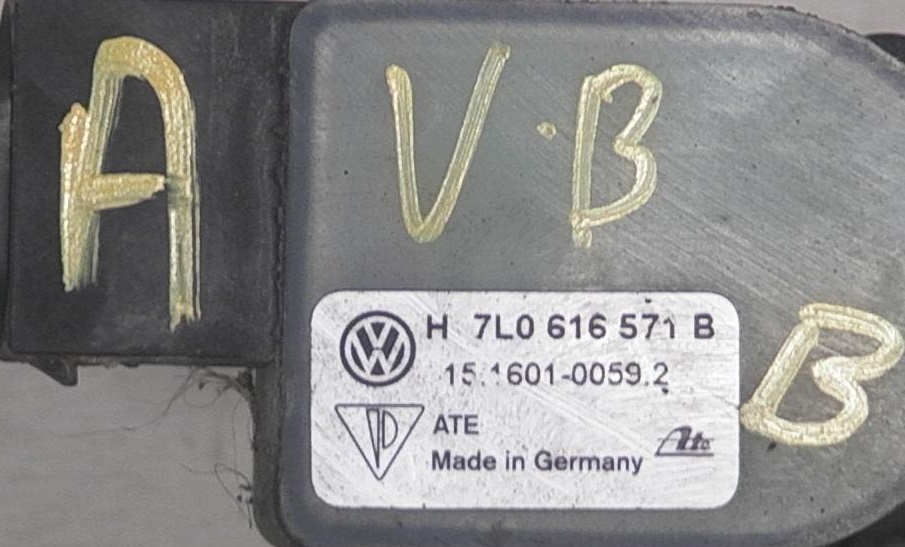 A
V·B
H 7L0 616 571 B
15.1601-0059.2
ATE
Ate
Made in Germany
B